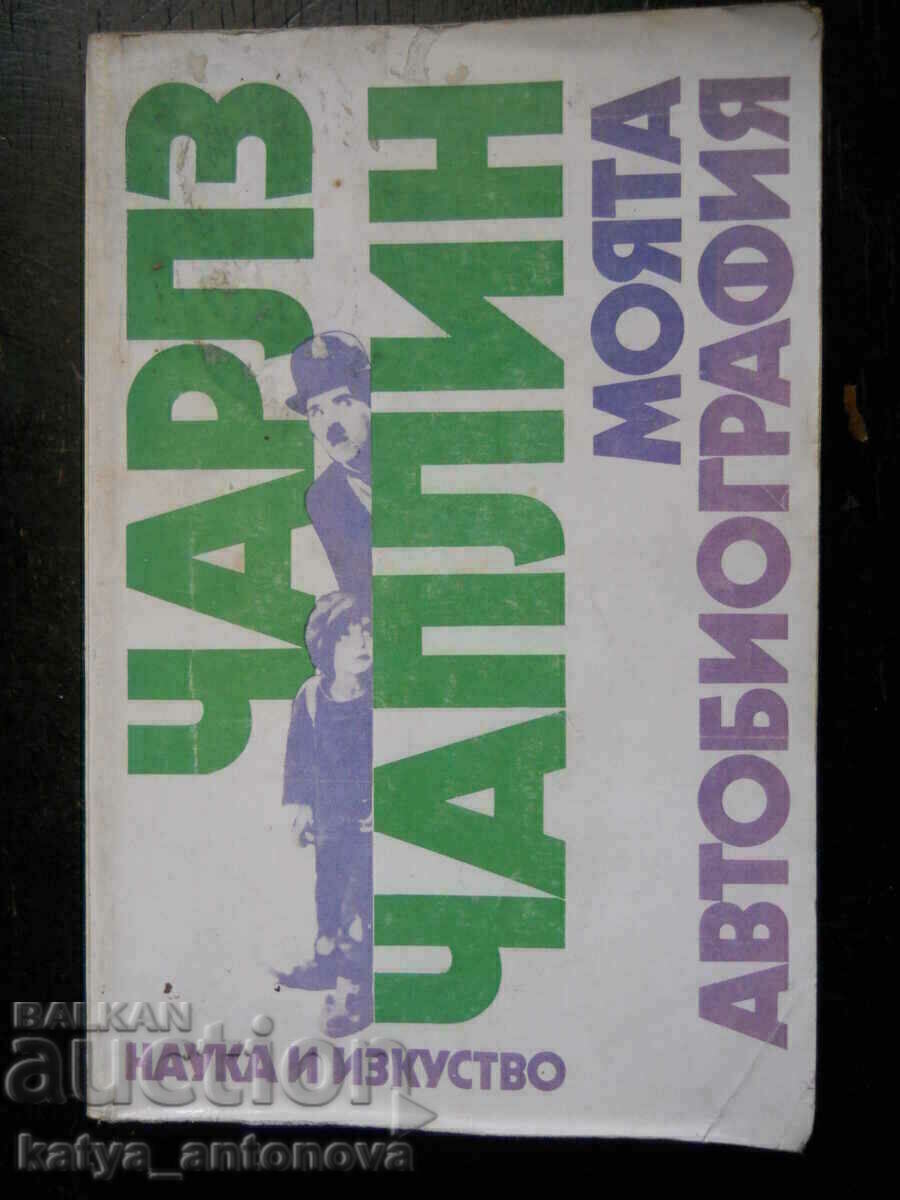 ЧАРЛЗ
ЧАПЛИН
МОЯТА
АВТОБИОГРАФИЯ
НАУКА И ИЗКУСТВО
BALKAN
auction
katya_antonova